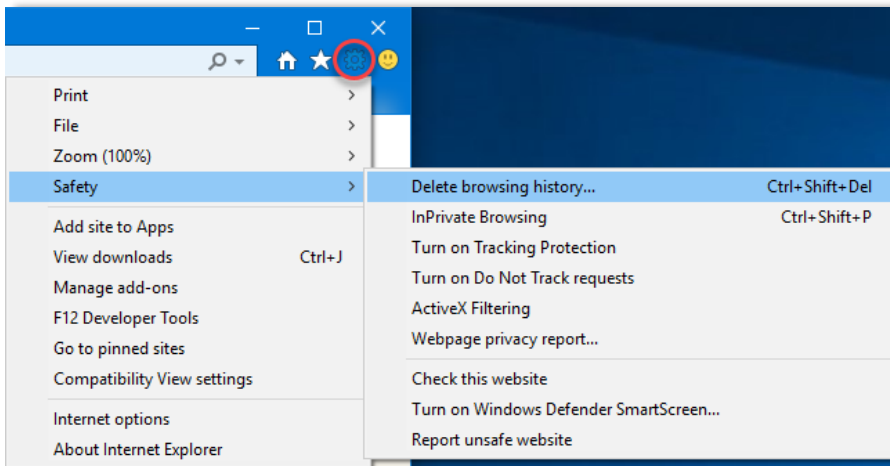 Print
File
Zoom (100%)
Safety
Add site to Apps
View downloads Ctrl+J
Manage add-ons
F12 Developer Tools
Go to pinned sites
Compatibility View settings
Internet options
About Internet Explorer
Delete browsing history... Ctrl+Shift+Del
InPrivate Browsing Ctrl+Shift+P
Turn on Tracking Protection
Turn on Do Not Track requests
ActiveX Filtering
Webpage privacy report...
Check this website
Turn on Windows Defender SmartScreen...
Report unsafe website